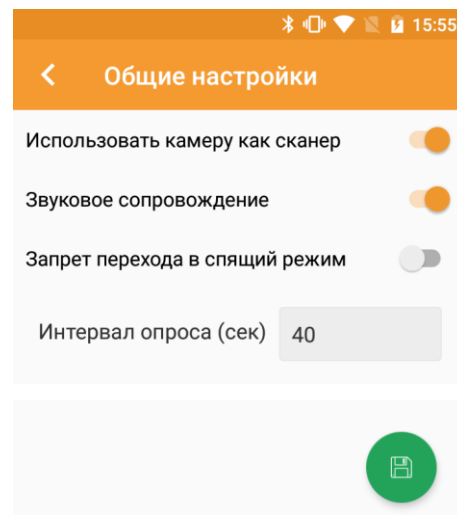 15:55
Общие настройки
Использовать камеру как сканер
Звуковое сопровождение
Запрет перехода в спящий режим
Интервал опроса (сек) 40